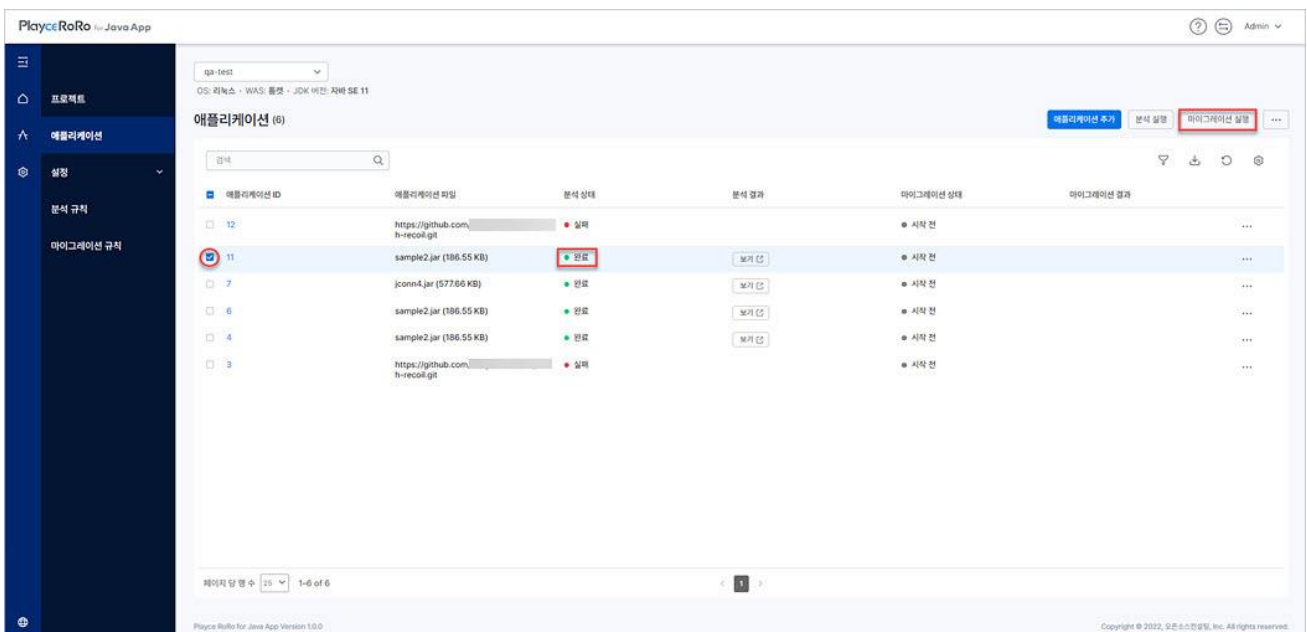 PlayceRoRo for Java App
Admin
qa-test
OS: 리눅스 · WAS: 톰캣 · JDK 버전: 자바 SE 11
프로젝트
애플리케이션
설정
분석 규칙
마이그레이션 규칙
애플리케이션 (6)
애플리케이션 추가 분석 실행 마이그레이션 실행 ...
검색
애플리케이션 ID 애플리케이션 파일 분석 상태 분석 결과 마이그레이션 상태 마이그레이션 결과
12 https://github.com/ 실패 시작 전 ...
h-recoil.git
11 sample2.jar (186.55 KB) 완료 보기 시작 전 ...
7 jconn4.jar (577.66 KB) 완료 보기 시작 전 ...
6 sample2.jar (186.55 KB) 완료 보기 시작 전 ...
4 sample2.jar (186.55 KB) 완료 보기 시작 전 ...
3 https://github.com/ 실패 시작 전 ...
h-recoil.git
페이지 당 행 수 25 1-6 of 6 < 1 >
Playce RoRo for Java App Version 1.0.0
Copyright © 2022, 오픈소스컨설팅, Inc. All rights reserved.